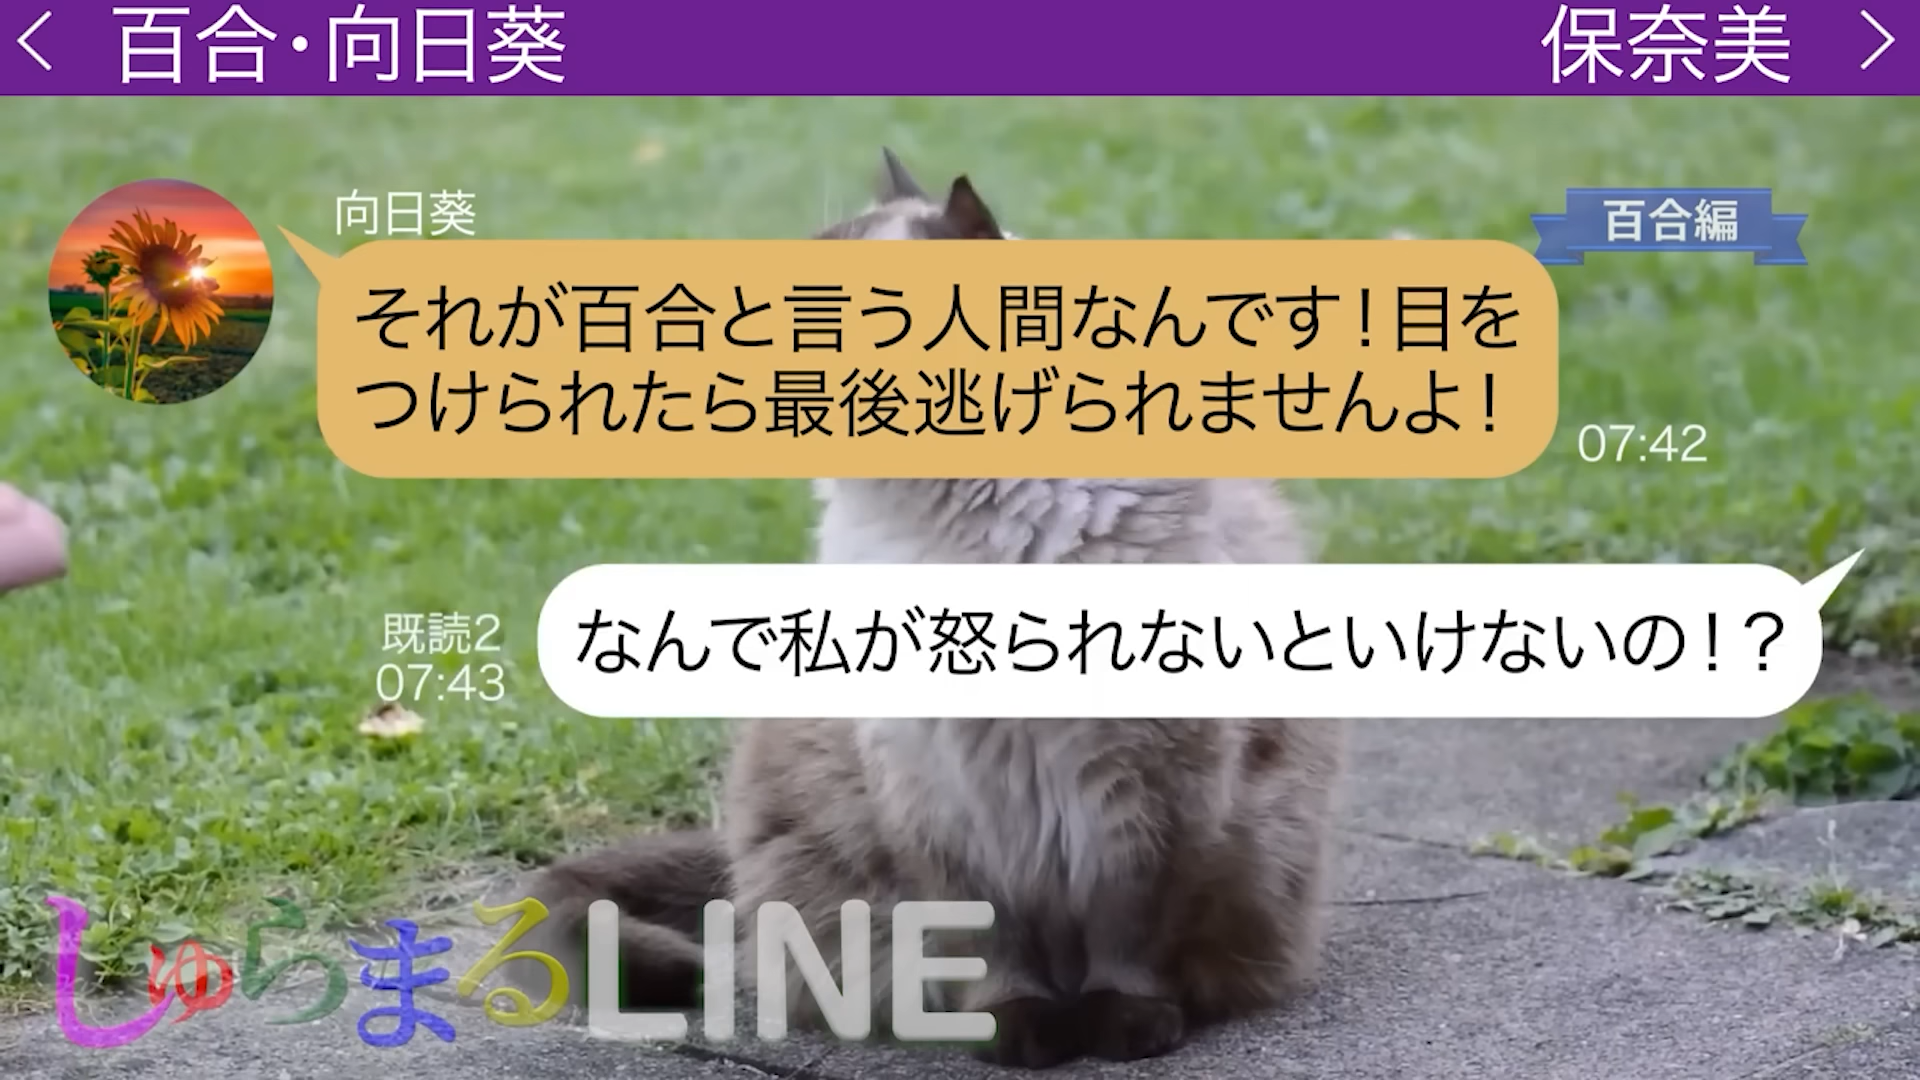 百合・向日葵
保奈美
向日葵
百合編
それが百合と言う人間なんです！目を
つけられたら最後逃げられませんよ！
07:42
なんで私が怒られないといけないの！？
既読2
07:43
しゅらまるLINE